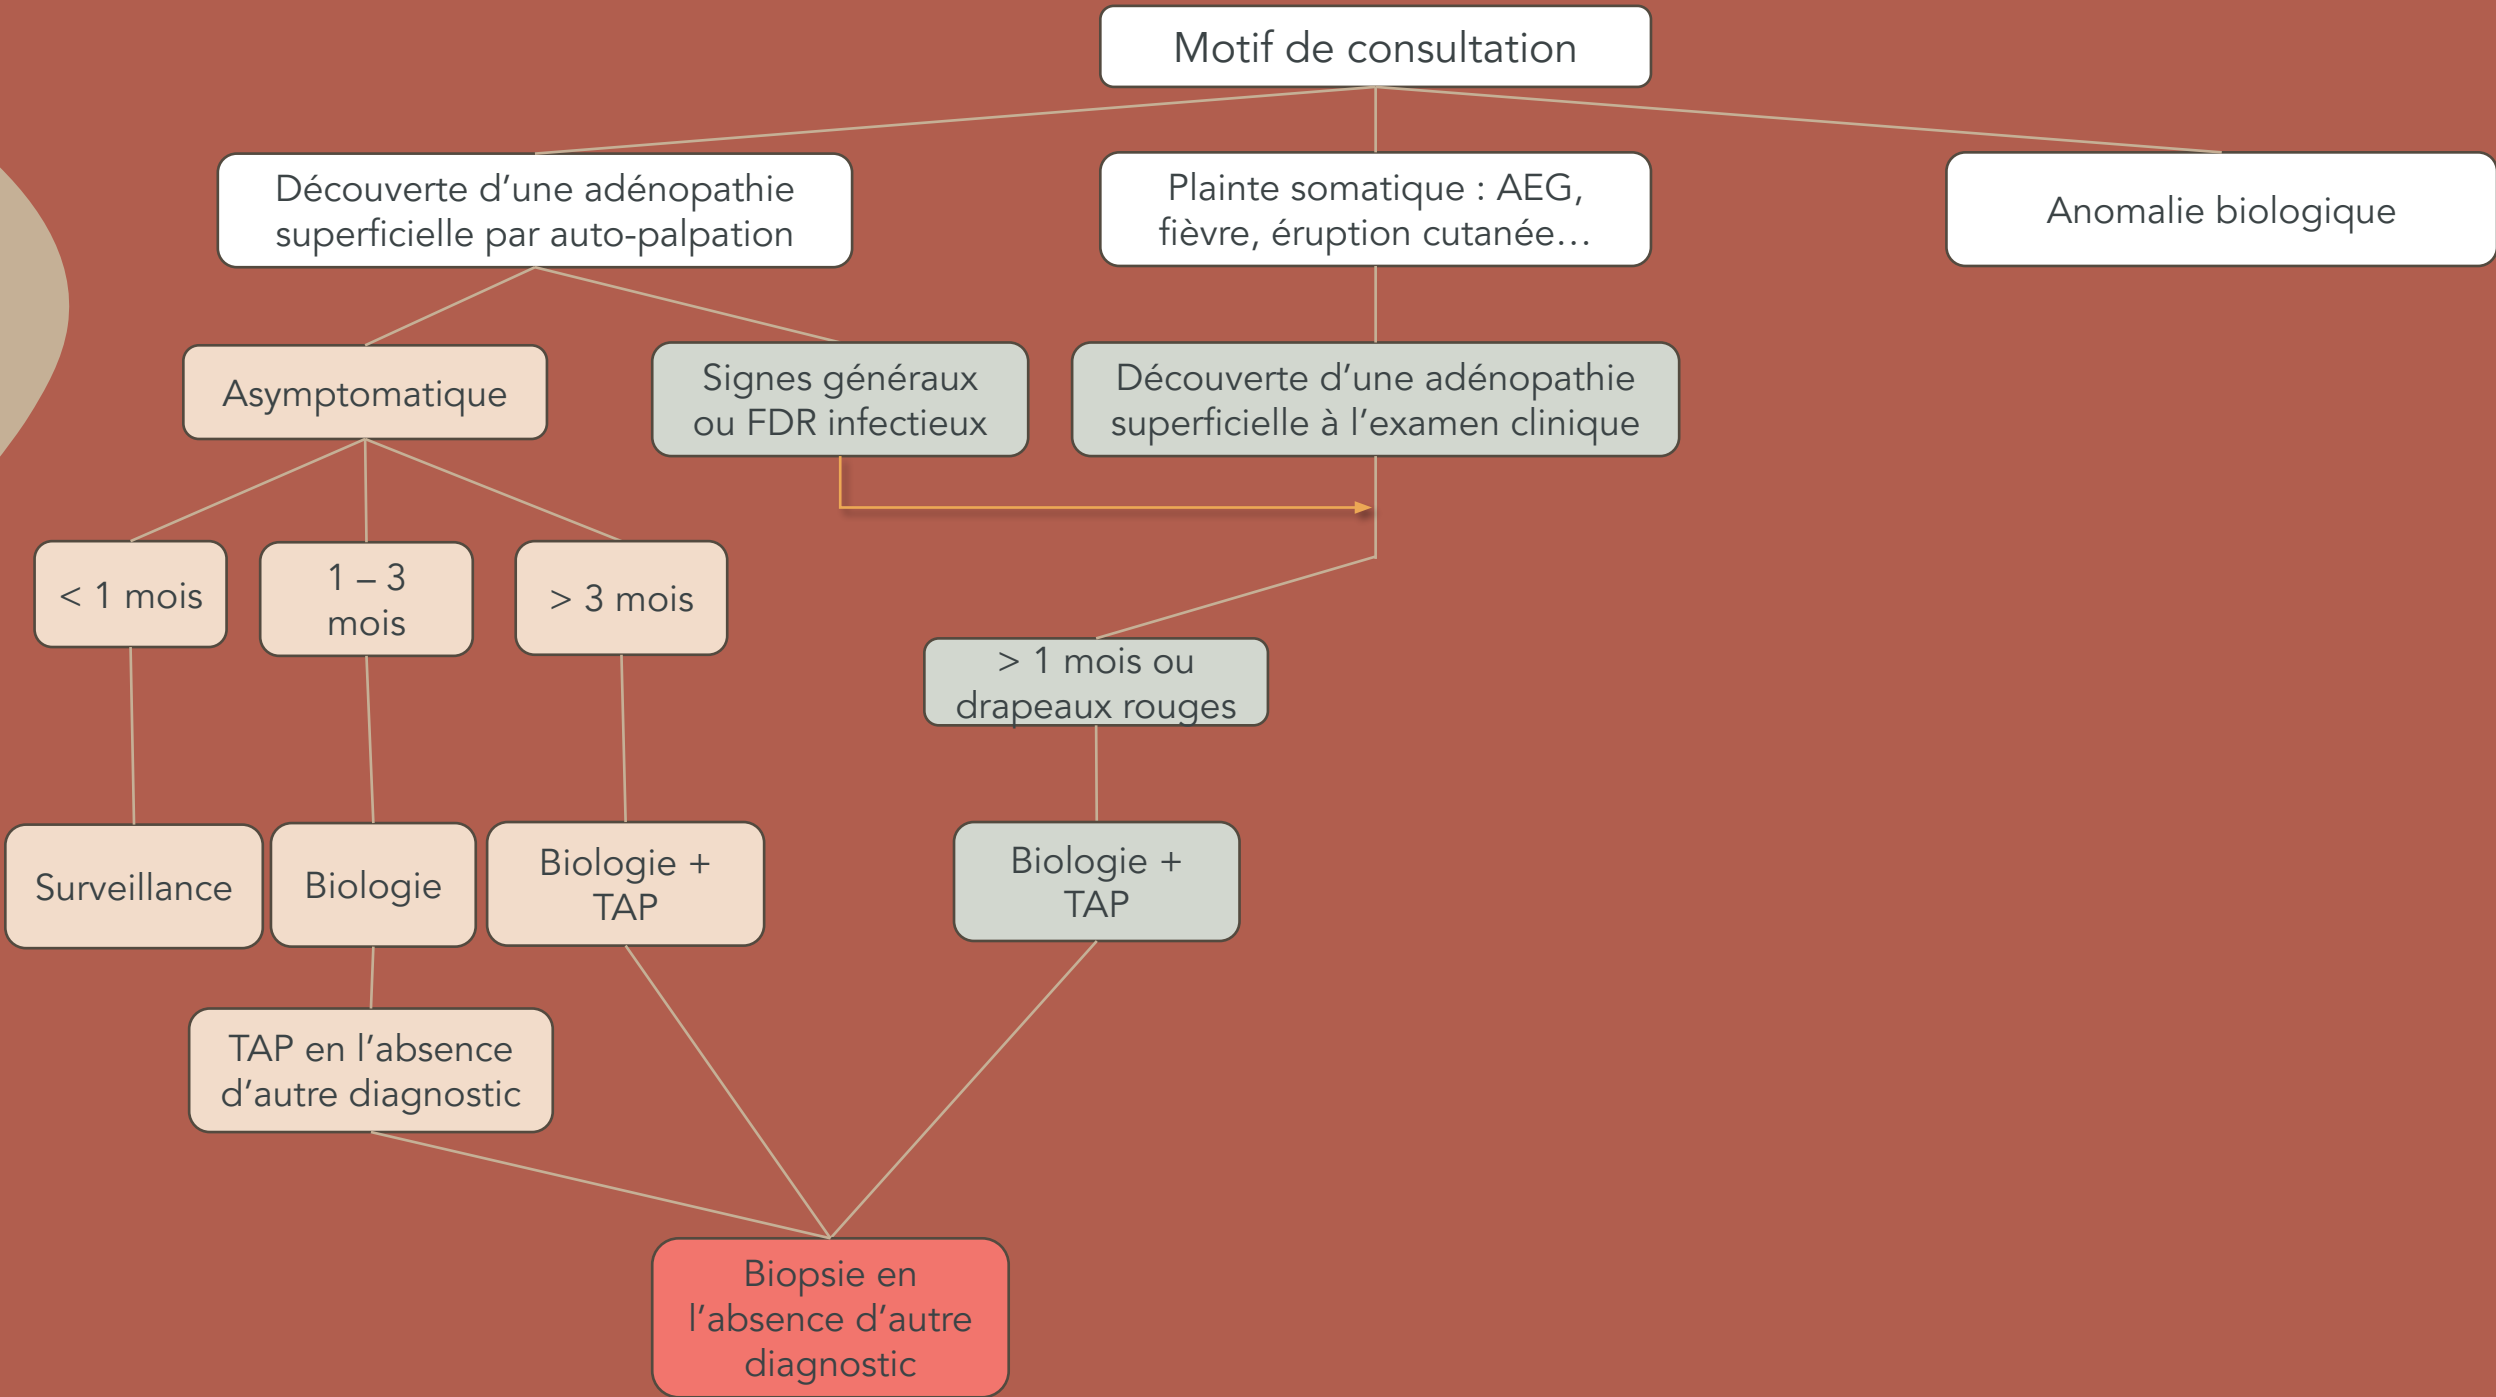 Motif de consultation
Découverte d’une adénopathie
superficielle par auto-palpation
Plainte somatique : AEG,
fièvre, éruption cutanée…
Anomalie biologique
Asymptomatique
Signes généraux
ou FDR infectieux
Découverte d’une adénopathie
superficielle à l’examen clinique
< 1 mois
1 – 3
mois
> 3 mois
> 1 mois ou
drapeaux rouges
Surveillance
Biologie
Biologie +
TAP
Biologie +
TAP
TAP en l’absence
d’autre diagnostic
Biopsie en
l’absence d’autre
diagnostic